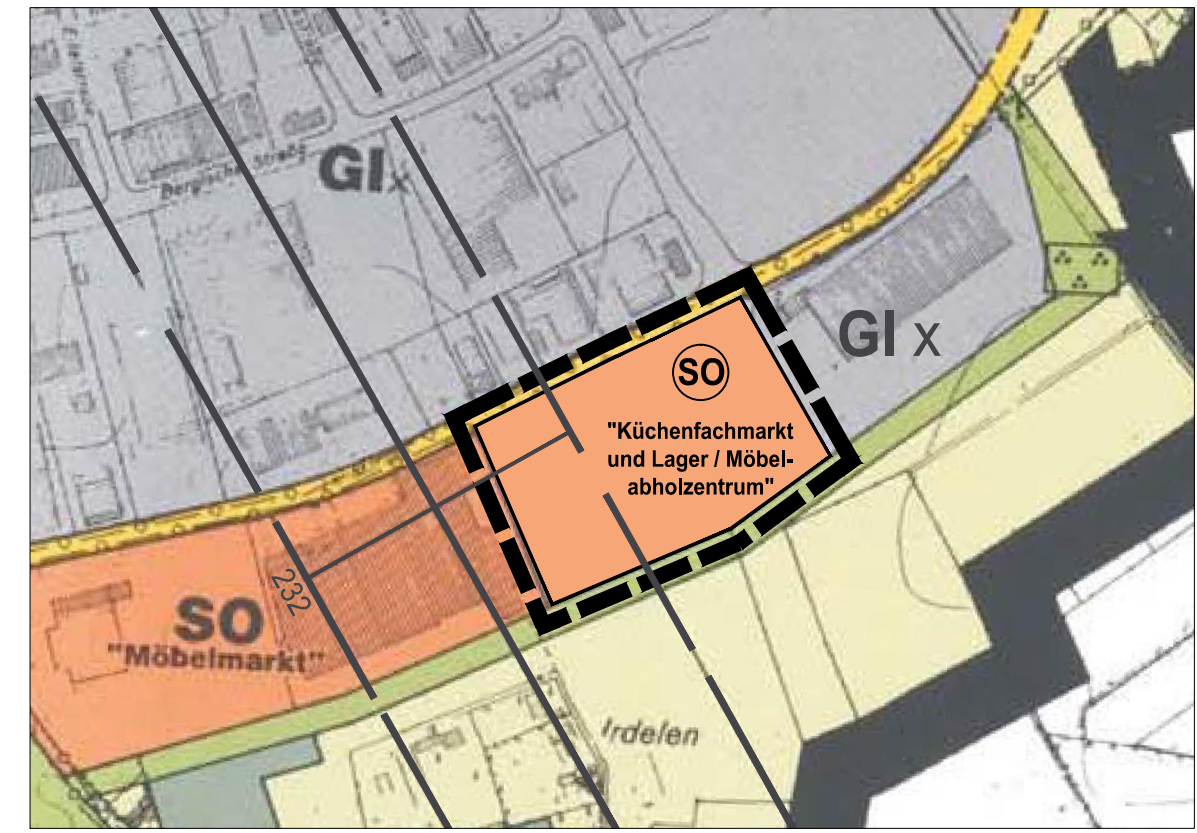 Bergische Straße
GIx
GI x
SO
"Küchenfachmarkt
und Lager / Möbel-
abholzentrum"
232
SO
"Möbelmarkt"
Irdelen